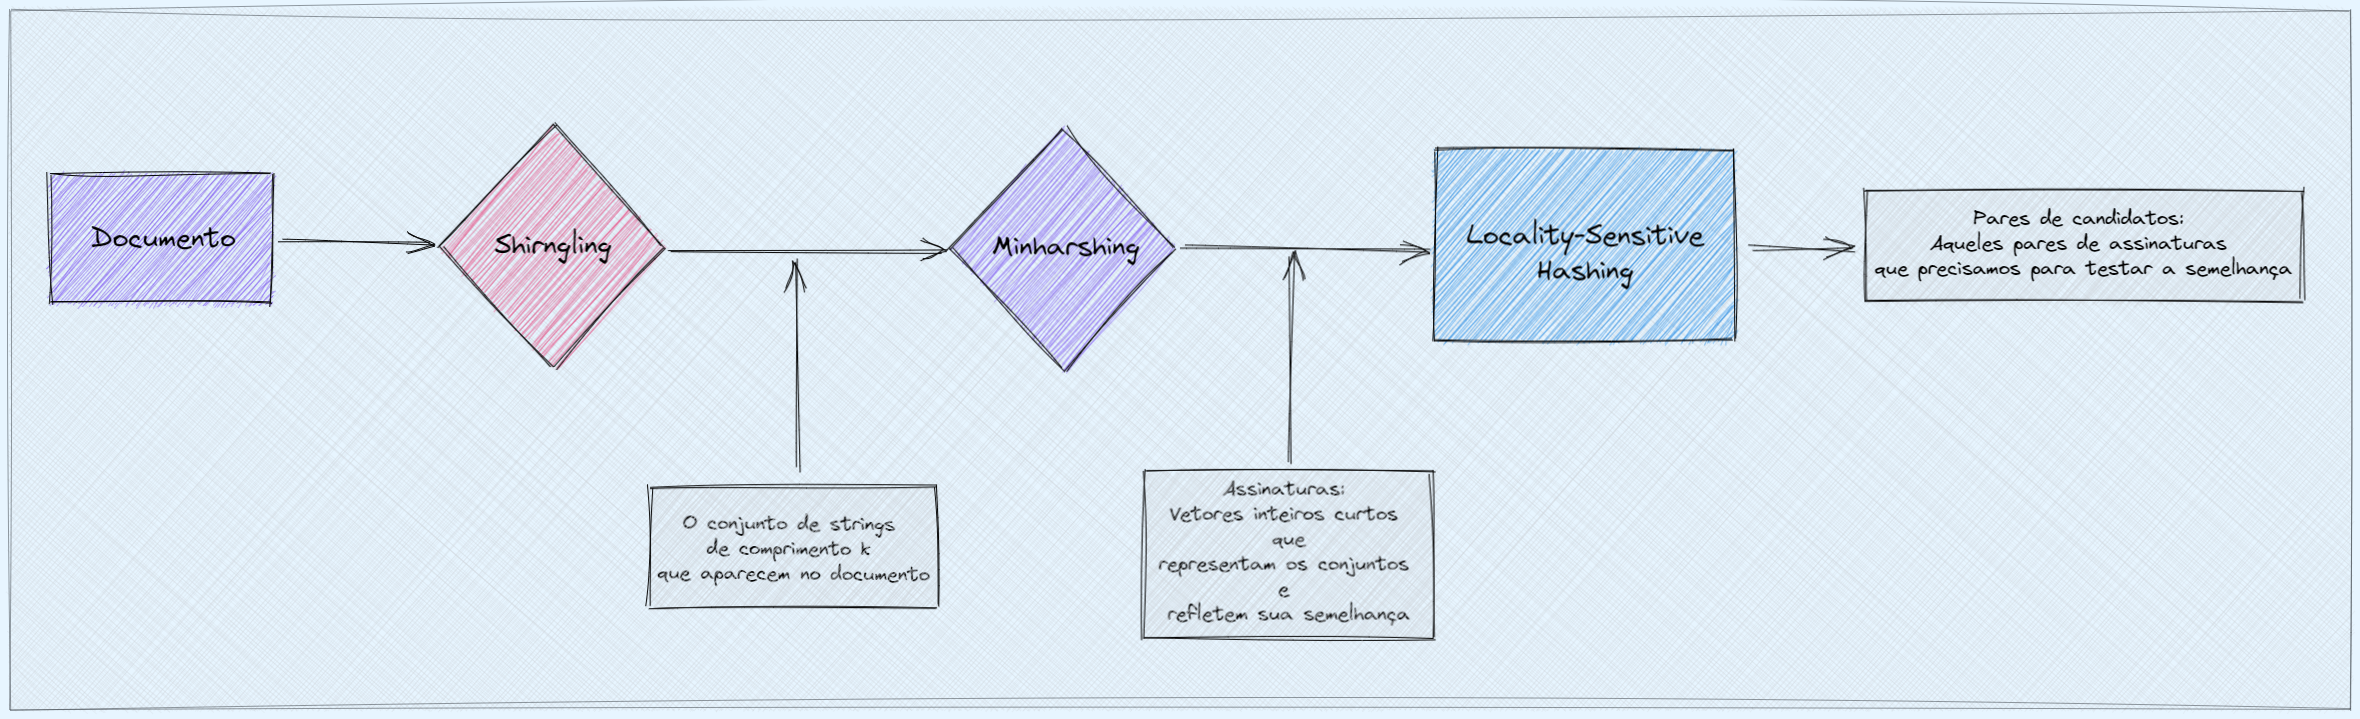 Documento
Shirngling
Minharshing
Locality-Sensitive
Hashing
Pares de candidatos:
Aqueles pares de assinaturas
que precisamos para testar a semelhança
O conjunto de strings
de comprimento k
que aparecem no documento
Assinaturas:
Vetores inteiros curtos
que
representam os conjuntos
e
refletem sua semelhança